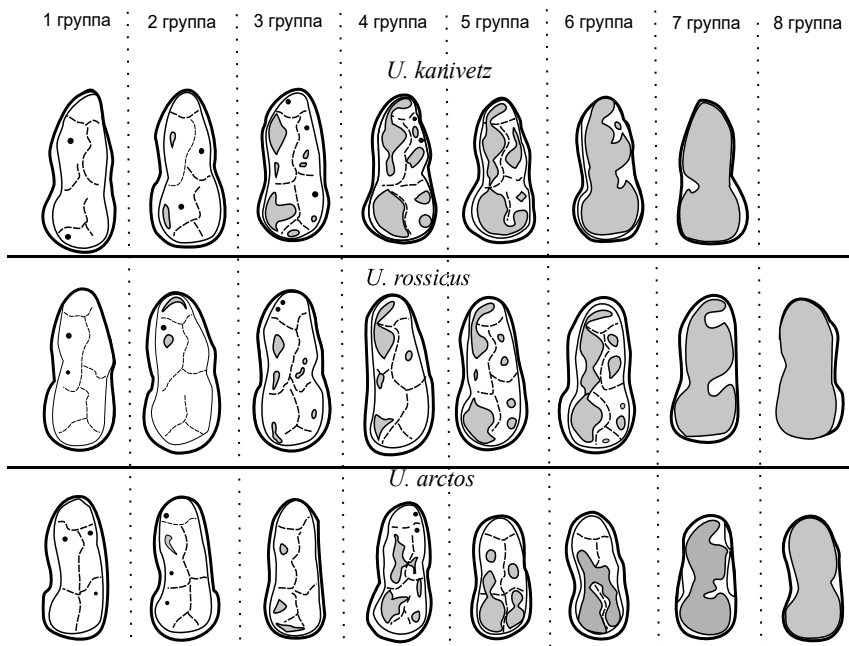 1 группа 2 группа 3 группа 4 группа 5 группа 6 группа 7 группа 8 группа
U. kanivetz
U. rossicus
U. arctos